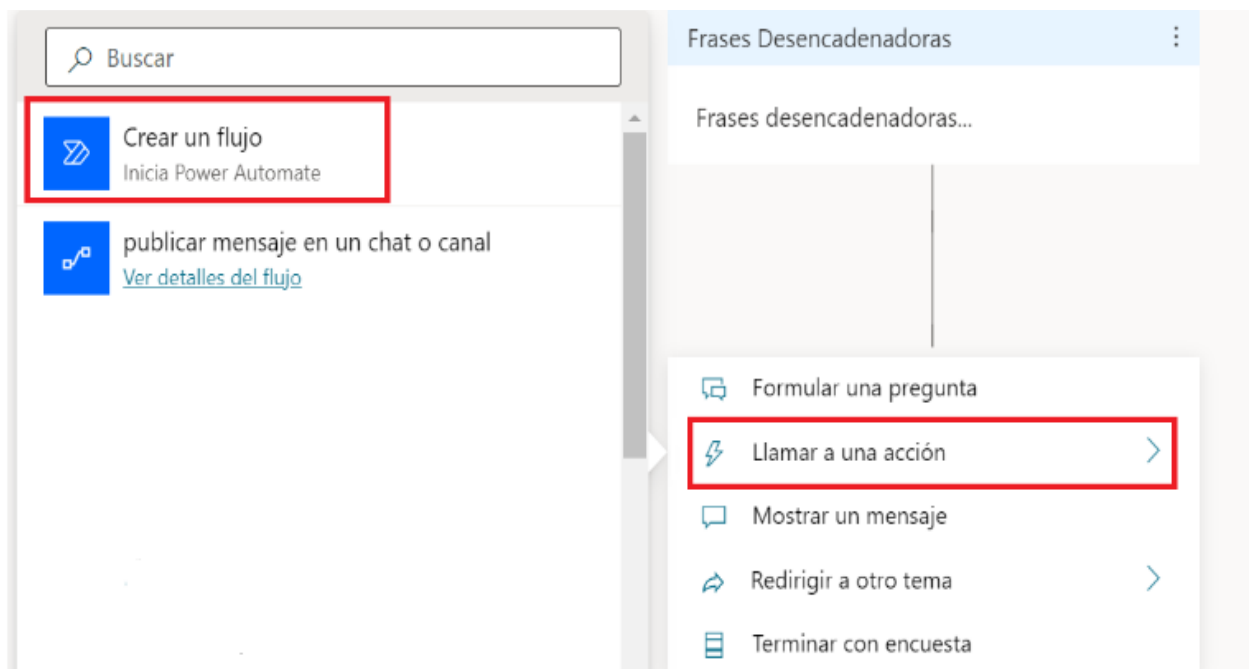 Buscar
Crear un flujo
Inicia Power Automate
publicar mensaje en un chat o canal
Ver detalles del flujo
Frases Desencadenadoras
Frases desencadenadoras...
Formular una pregunta
Llamar a una acción
Mostrar un mensaje
Redirigir a otro tema
Terminar con encuesta